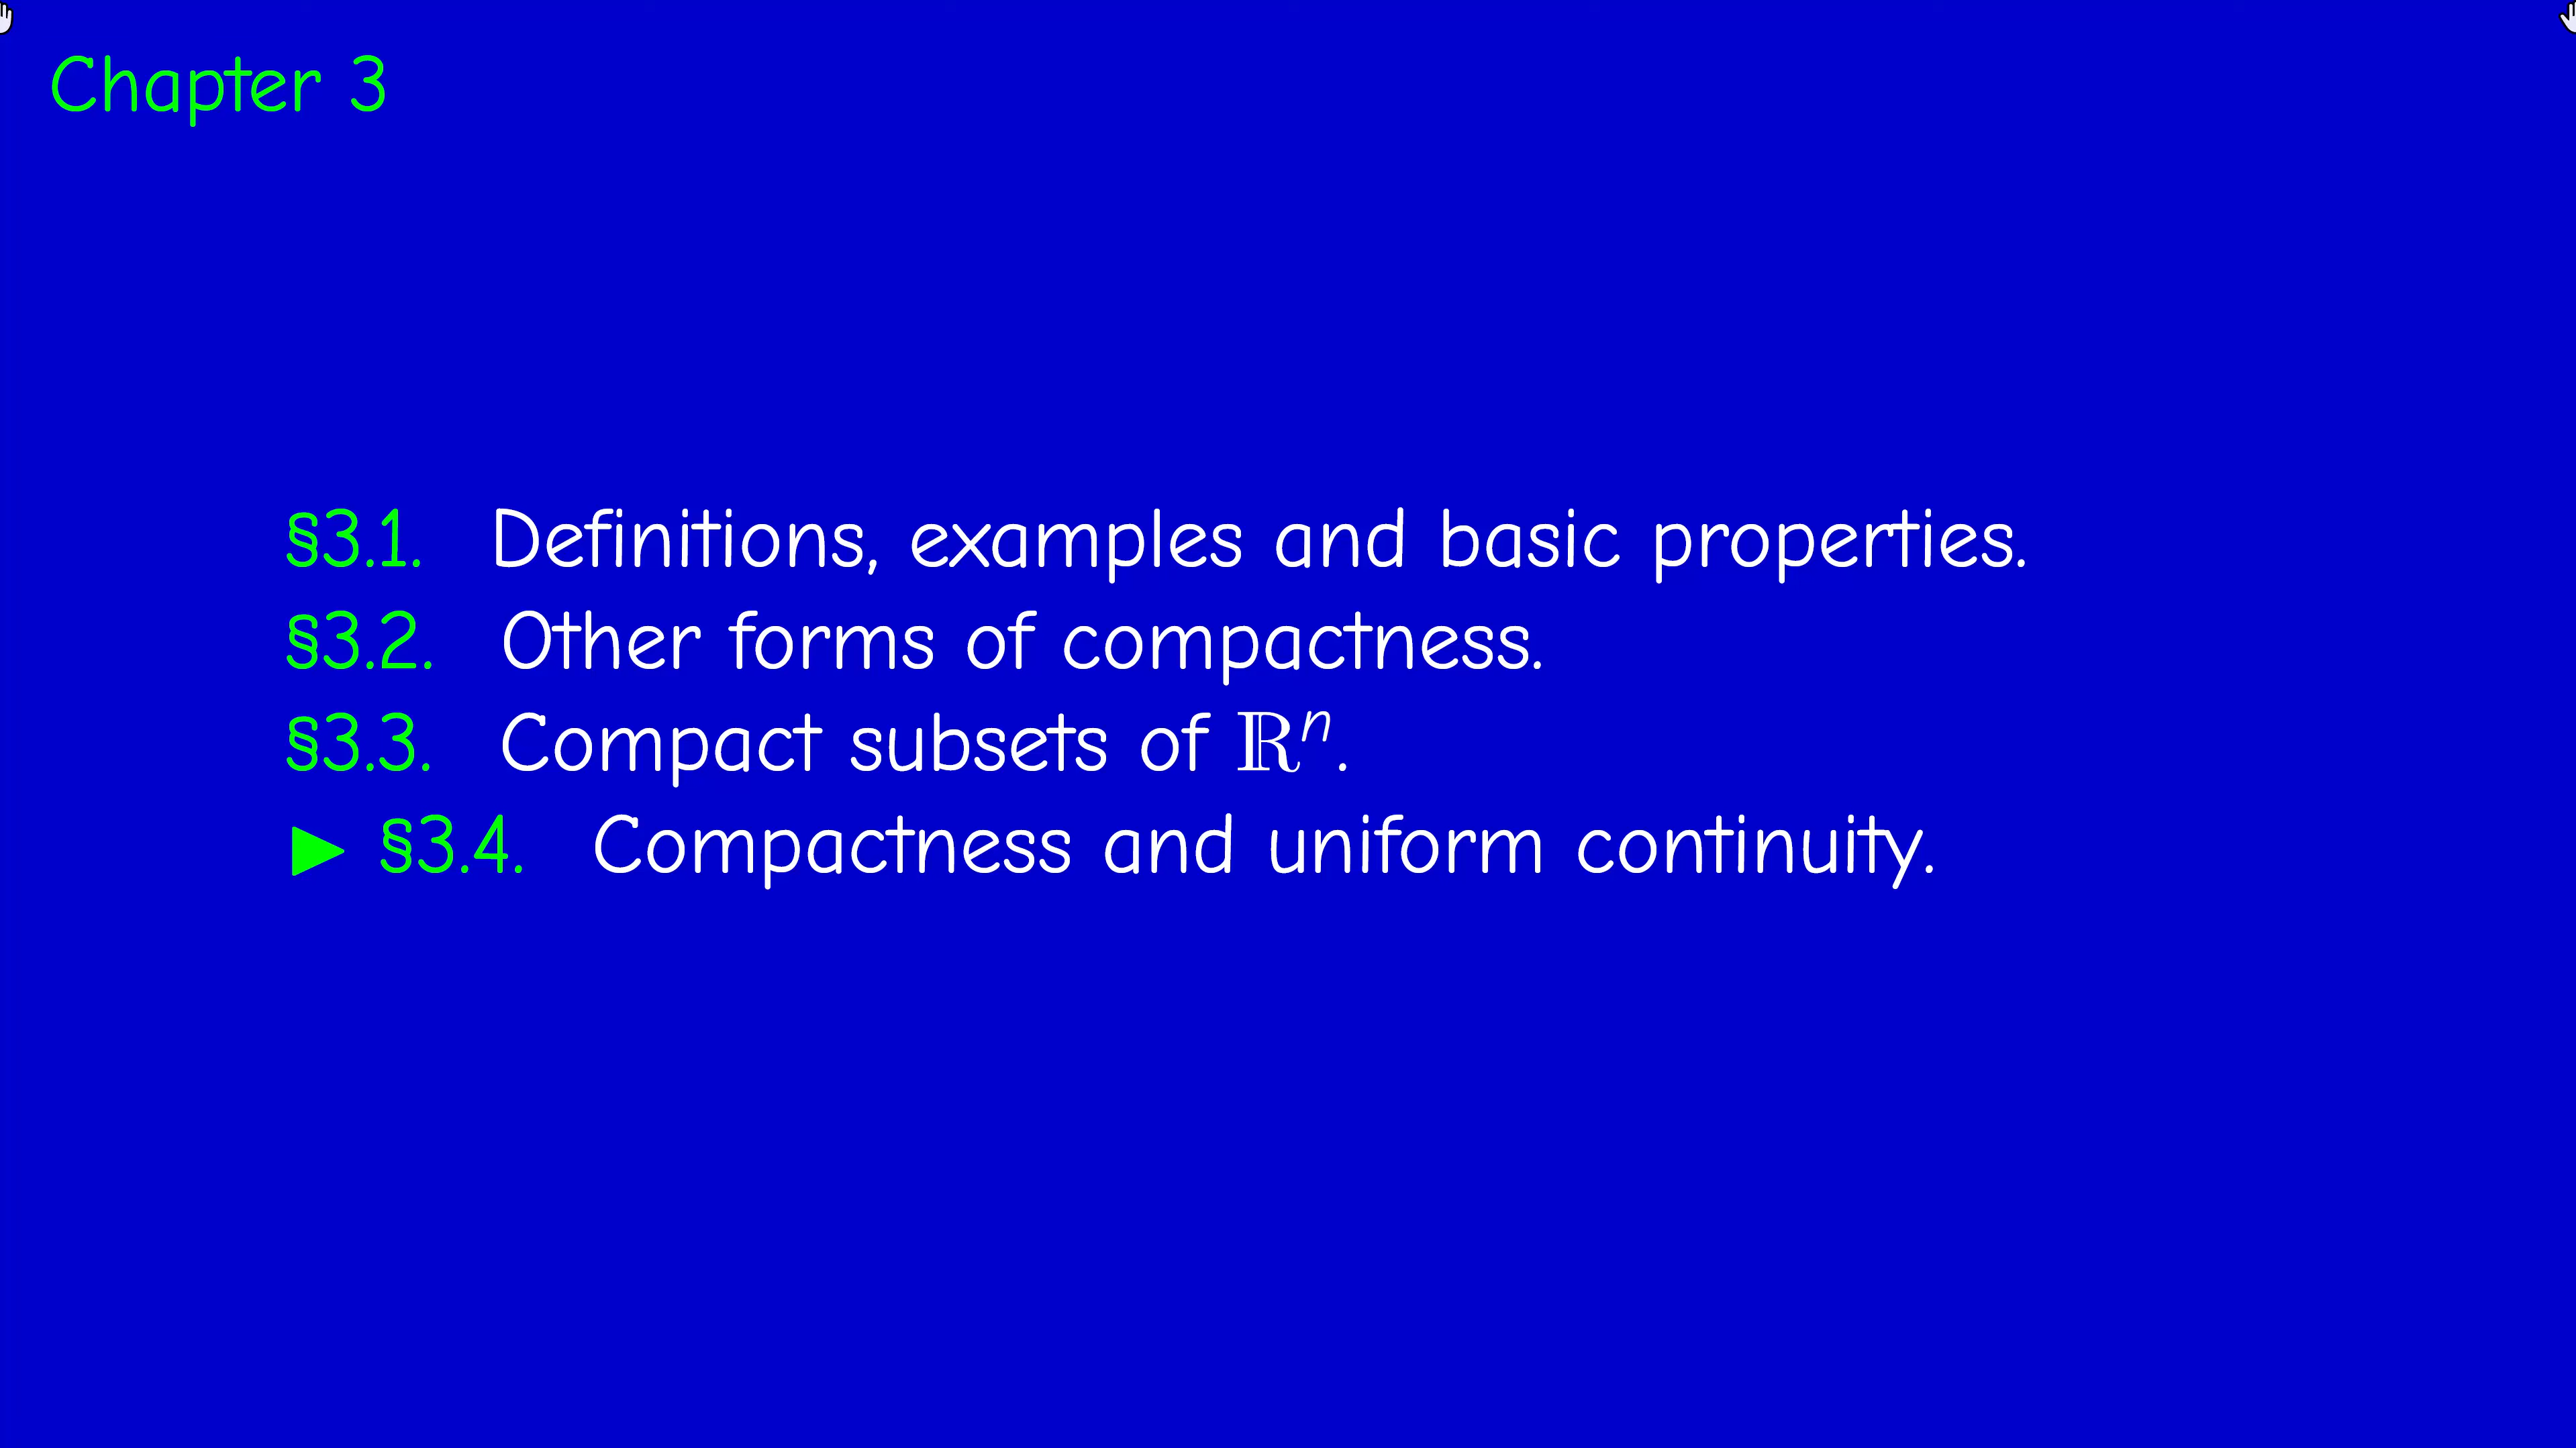 Chapter 3
§3.1. Definitions, examples and basic properties.
§3.2. Other forms of compactness.
§3.3. Compact subsets of ℝⁿ.
▶ §3.4. Compactness and uniform continuity.